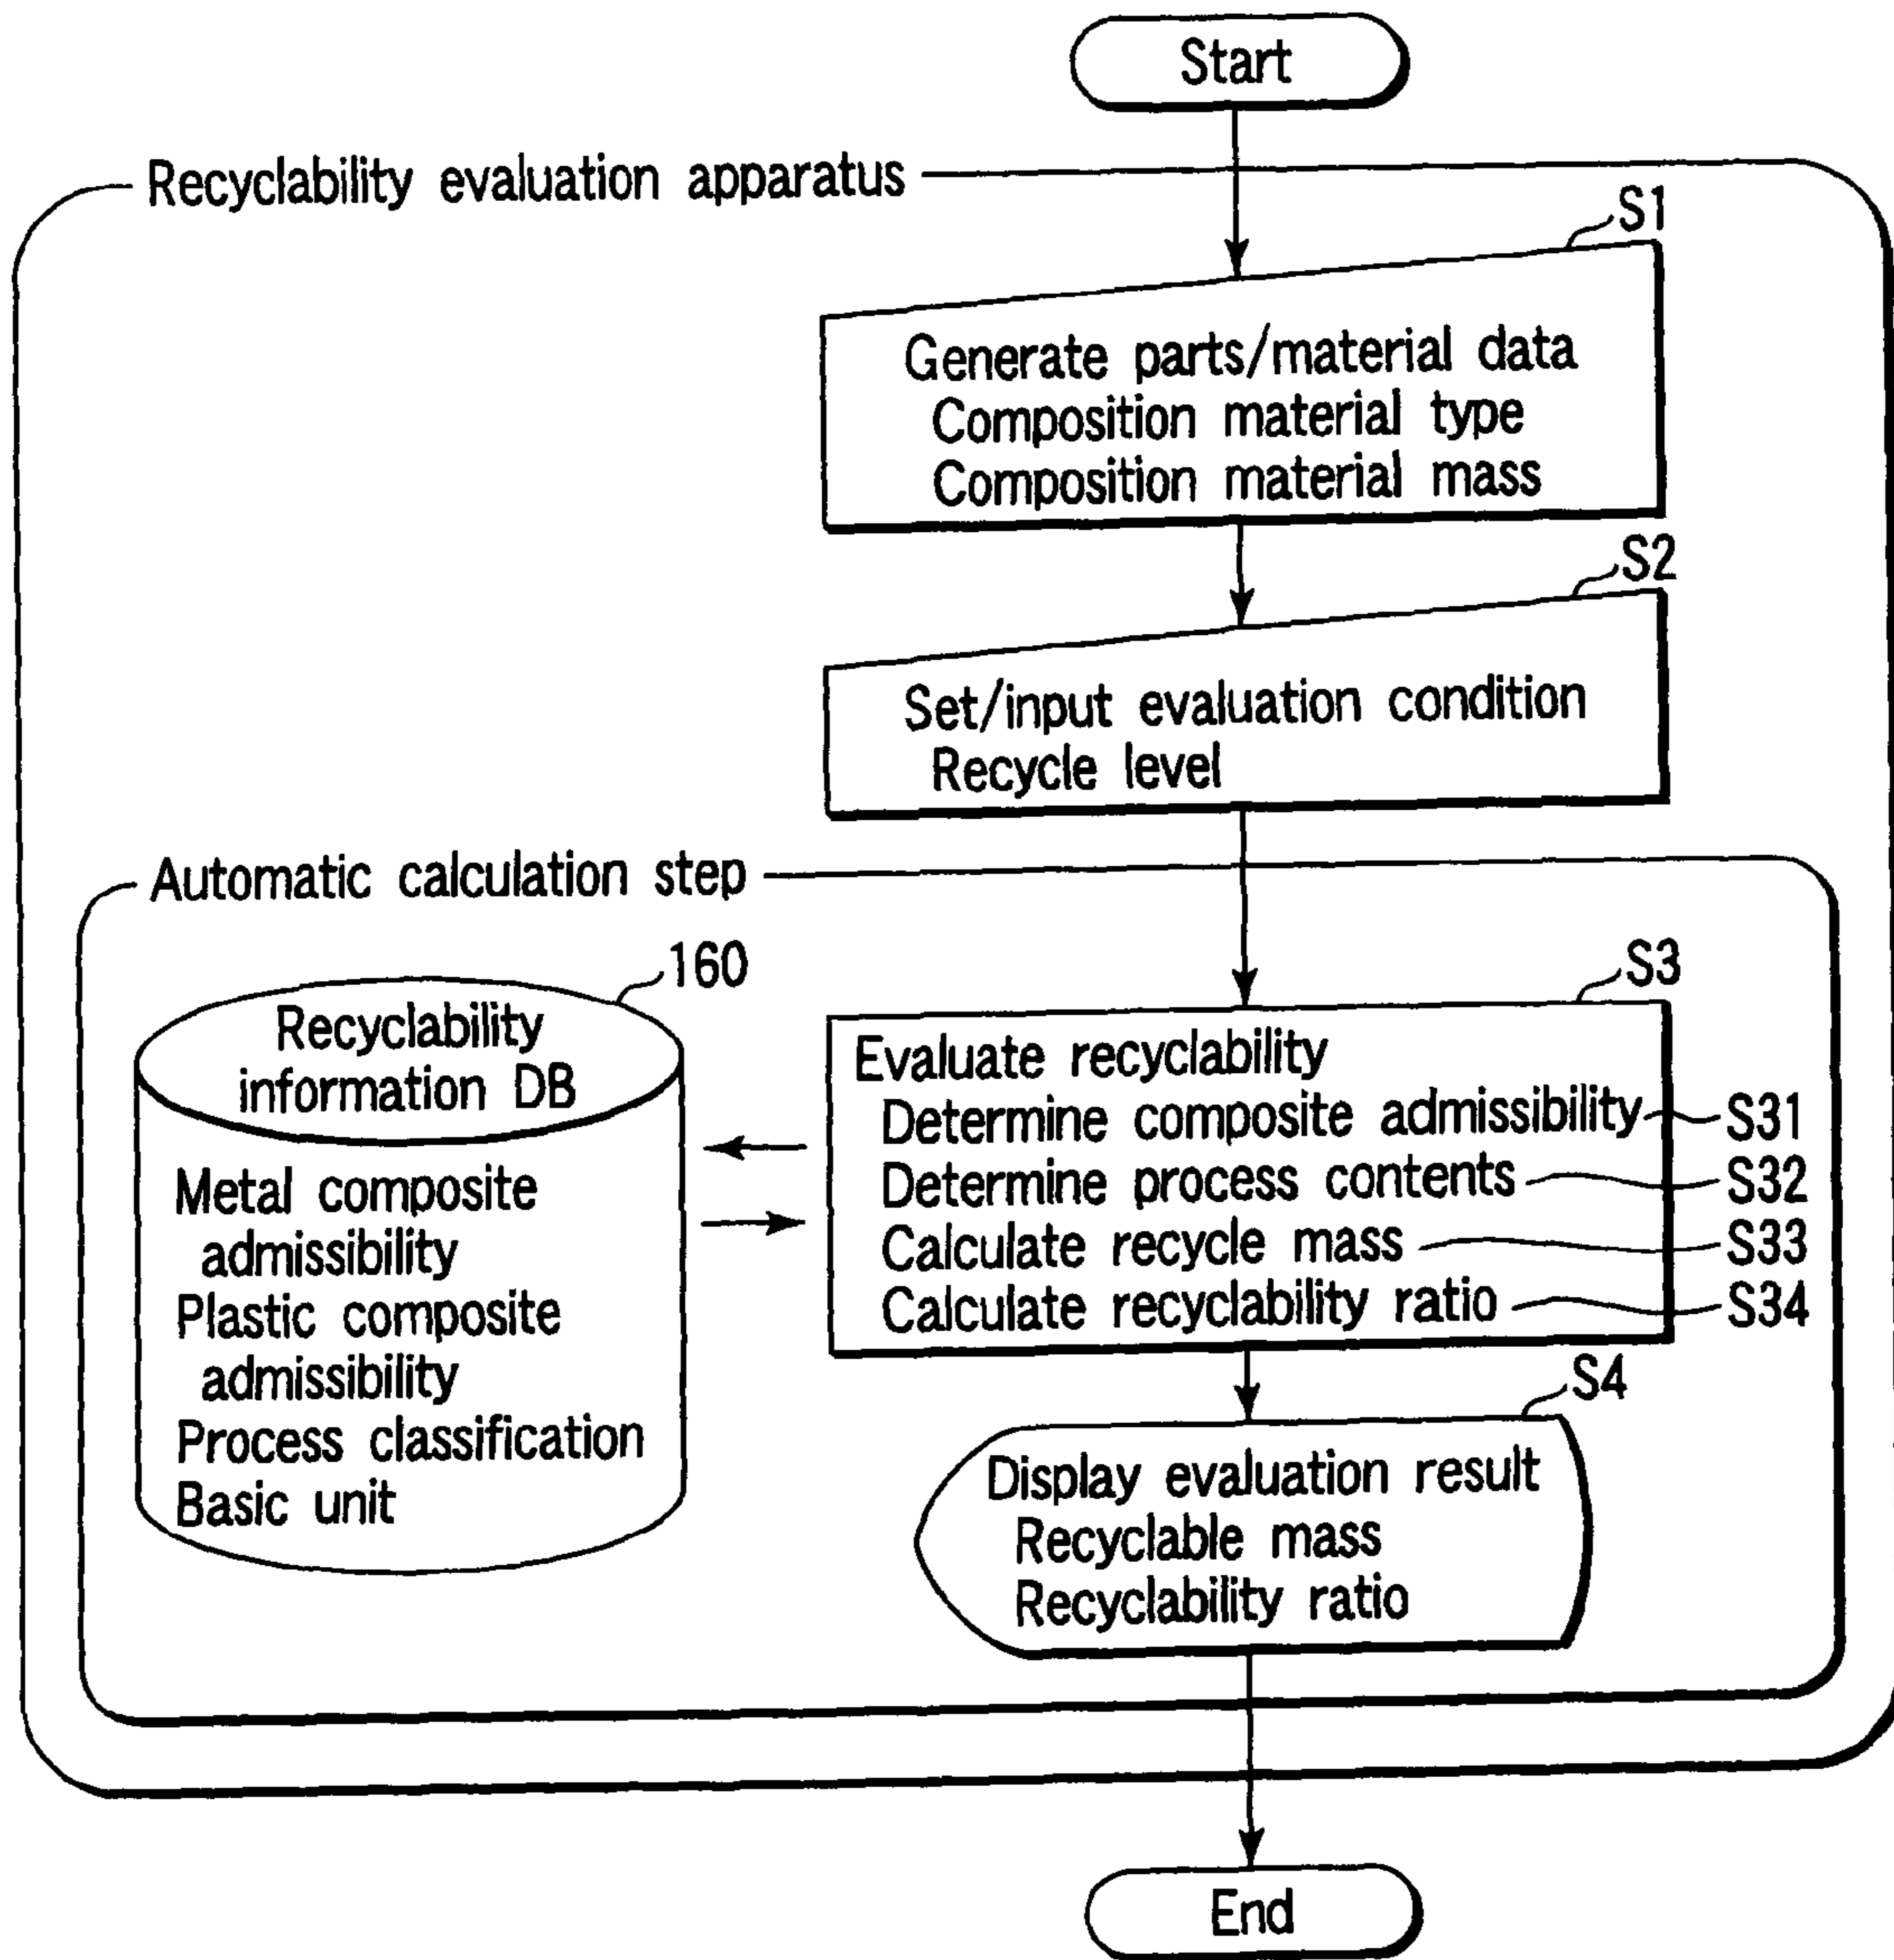 Start
Recyclability evaluation apparatus
S1
Generate parts/material data
Composition material type
Composition material mass
S2
Set/input evaluation condition
Recycle level
Automatic calculation step
160
Recyclability
information DB
Metal composite
admissibility
Plastic composite
admissibility
Process classification
Basic unit
S3
Evaluate recyclability
Determine composite admissibility S31
Determine process contents S32
Calculate recycle mass S33
Calculate recyclability ratio S34
S4
Display evaluation result
Recyclable mass
Recyclability ratio
End